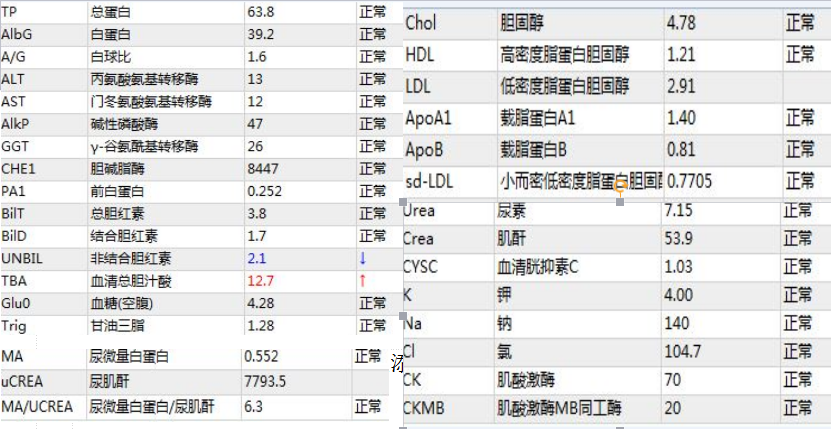 TP 总蛋白 63.8 正常
AlbG 白蛋白 39.2 正常
A/G 白球比 1.6 正常
ALT 丙氨酸氨基转移酶 13 正常
AST 门冬氨酸氨基转移酶 12 正常
AlkP 碱性磷酸酶 47 正常
GGT γ-谷氨酰基转移酶 26 正常
CHE1 胆碱脂酶 8447 正常
PA1 前白蛋白 0.252 正常
BilT 总胆红素 3.8 正常
BilD 结合胆红素 1.7 正常
UNBIL 非结合胆红素 2.1 ↓
TBA 血清总胆汁酸 12.7 ↑
Glu0 血糖(空腹) 4.28 正常
Trig 甘油三脂 1.28 正常
MA 尿微量白蛋白 0.552 正常
uCREA 尿肌酐 7793.5
MA/UCREA 尿微量白蛋白/尿肌酐 6.3 正常
Chol 胆固醇 4.78 正常
HDL 高密度脂蛋白胆固醇 1.21 正常
LDL 低密度脂蛋白胆固醇 2.91
ApoA1 载脂蛋白A1 1.40 正常
ApoB 载脂蛋白B 0.81 正常
sd-LDL 小而密低密度脂蛋白胆固 0.7705 正常
Urea 尿素 7.15 正常
Crea 肌酐 53.9 正常
CYSC 血清胱抑素C 1.03 正常
K 钾 4.00 正常
Na 钠 140 正常
Cl 氯 104.7 正常
CK 肌酸激酶 70 正常
CKMB 肌酸激酶MB同工酶 20 正常